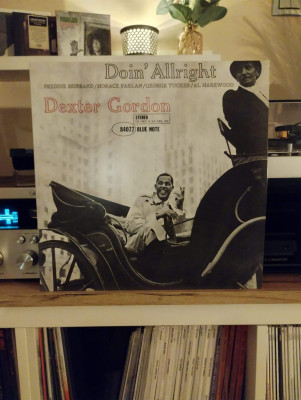 Doin' Allright
FREDDIE HUBBARD/HORACE PARLAN/GEORGE TUCKER/AL HAREWOOD
Dexter Gordon
STEREO
84077 BLUE NOTE